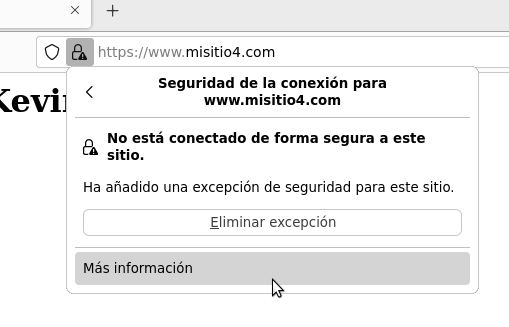 https://www.misitio4.com
Seguridad de la conexión para
www.misitio4.com
Kevin
No está conectado de forma segura a este
sitio.
Ha añadido una excepción de seguridad para este sitio.
Eliminar excepción
Más información